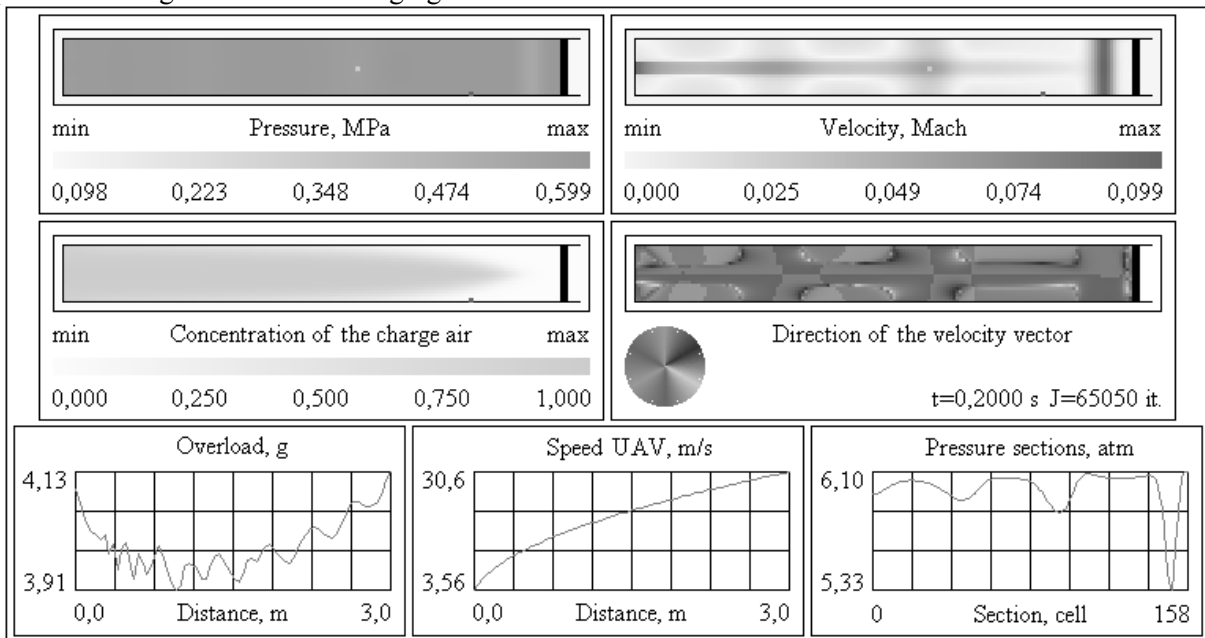 min Pressure, MPa max
0,098 0,223 0,348 0,474 0,599
min Velocity, Mach max
0,000 0,025 0,049 0,074 0,099
min Concentration of the charge air max
0,000 0,250 0,500 0,750 1,000
Direction of the velocity vector
t=0,2000 s J=65050 it.
Overload, g
4,13
3,91
0,0 Distance, m 3,0
Speed UAV, m/s
30,6
3,56
0,0 Distance, m 3,0
Pressure sections, atm
6,10
5,33
0 Section, cell 158